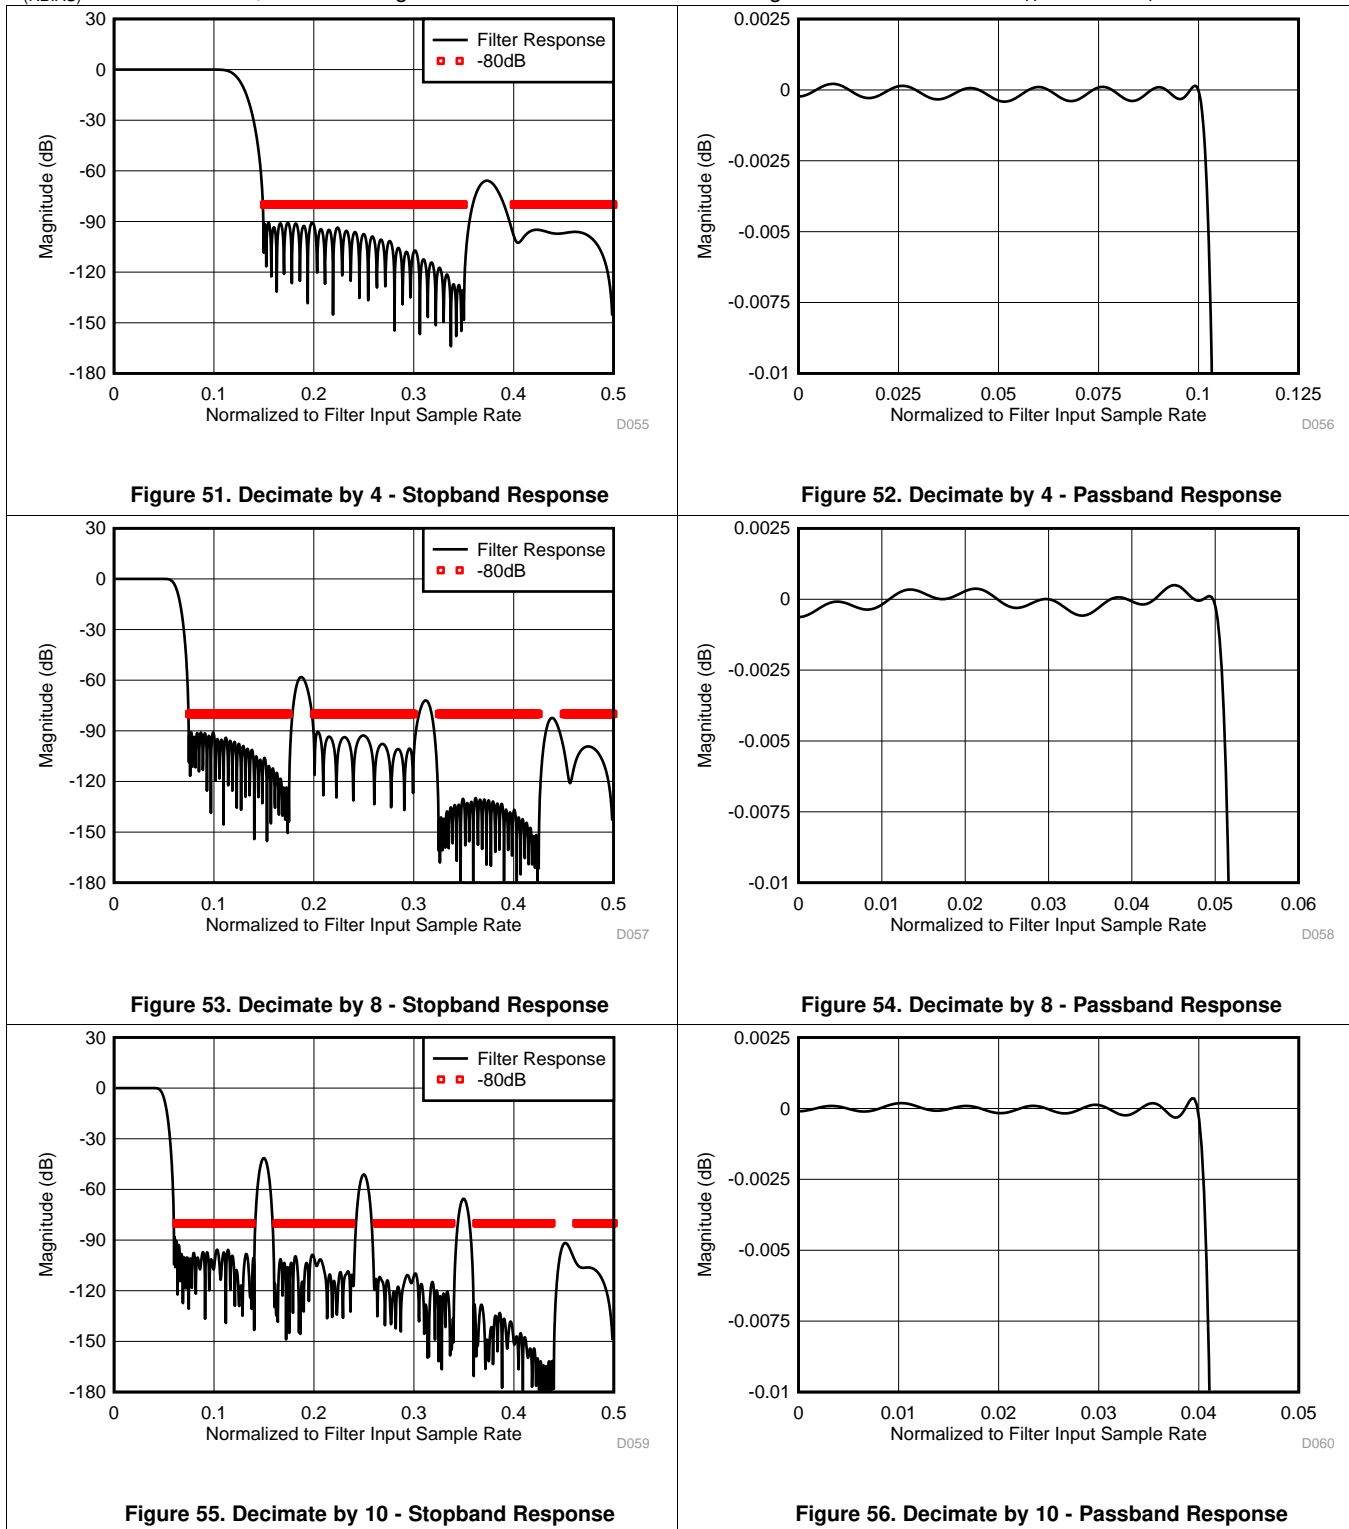 30
0
-30
-60
-90
-120
-150
-180
Magnitude (dB)
Filter Response
-80dB
0 0.1 0.2 0.3 0.4 0.5
Normalized to Filter Input Sample Rate
D055
Figure 51. Decimate by 4 - Stopband Response
0.0025
0
-0.0025
-0.005
-0.0075
-0.01
Magnitude (dB)
0 0.025 0.05 0.075 0.1 0.125
Normalized to Filter Input Sample Rate
D056
Figure 52. Decimate by 4 - Passband Response
30
0
-30
-60
-90
-120
-150
-180
Magnitude (dB)
Filter Response
-80dB
0 0.1 0.2 0.3 0.4 0.5
Normalized to Filter Input Sample Rate
D057
Figure 53. Decimate by 8 - Stopband Response
0.0025
0
-0.0025
-0.005
-0.0075
-0.01
Magnitude (dB)
0 0.01 0.02 0.03 0.04 0.05 0.06
Normalized to Filter Input Sample Rate
D058
Figure 54. Decimate by 8 - Passband Response
30
0
-30
-60
-90
-120
-150
-180
Magnitude (dB)
Filter Response
-80dB
0 0.1 0.2 0.3 0.4 0.5
Normalized to Filter Input Sample Rate
D059
Figure 55. Decimate by 10 - Stopband Response
0.0025
0
-0.0025
-0.005
-0.0075
-0.01
Magnitude (dB)
0 0.01 0.02 0.03 0.04 0.05
Normalized to Filter Input Sample Rate
D060
Figure 56. Decimate by 10 - Passband Response